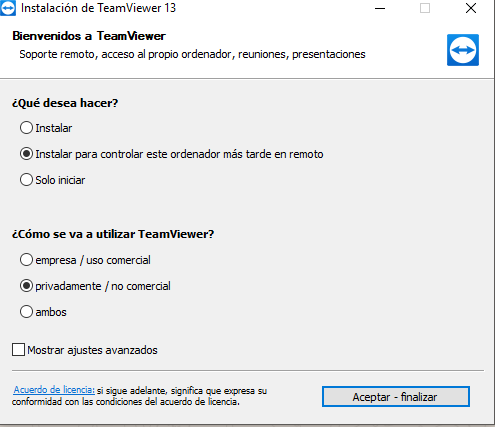 Instalación de TeamViewer 13
Bienvenidos a TeamViewer
Soporte remoto, acceso al propio ordenador, reuniones, presentaciones
¿Qué desea hacer?
Instalar
Instalar para controlar este ordenador más tarde en remoto
Solo iniciar
¿Cómo se va a utilizar TeamViewer?
empresa / uso comercial
privadamente / no comercial
ambos
Mostrar ajustes avanzados
Acuerdo de licencia: si sigue adelante, significa que expresa su
conformidad con las condiciones del acuerdo de licencia.
Aceptar - finalizar